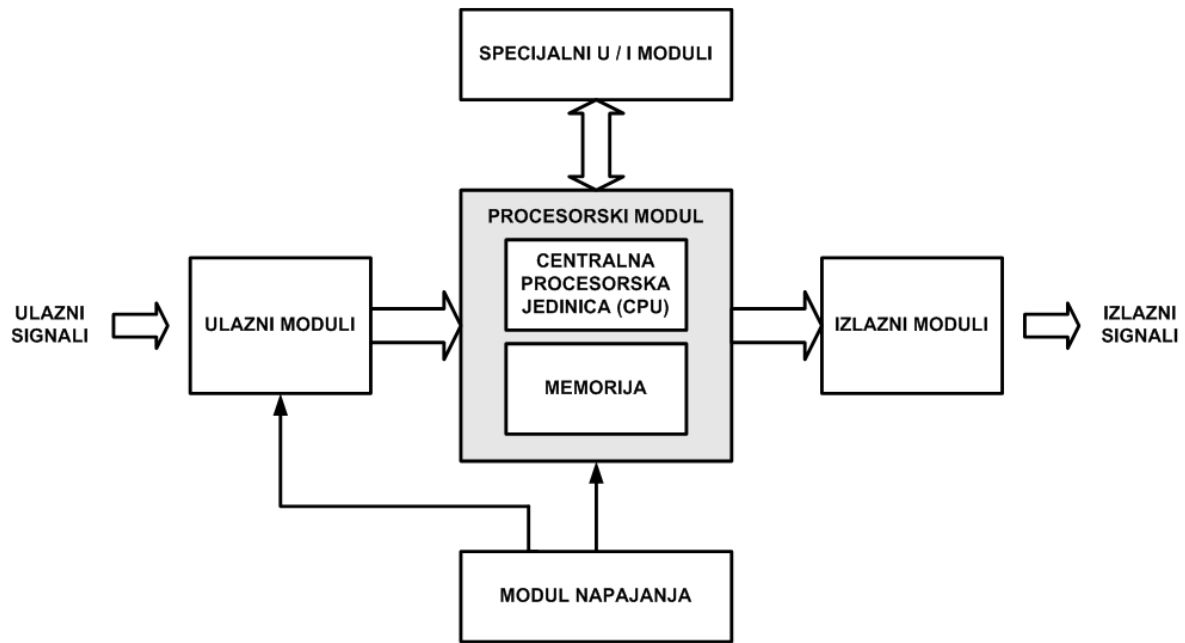 SPECIJALNI U / I MODULI
PROCESORSKI MODUL
CENTRALNA
PROCESORSKA
JEDINICA (CPU)
MEMORIJA
ULAZNI
SIGNALI
ULAZNI MODULI
IZLAZNI MODULI
IZLAZNI
SIGNALI
MODUL NAPAJANJA